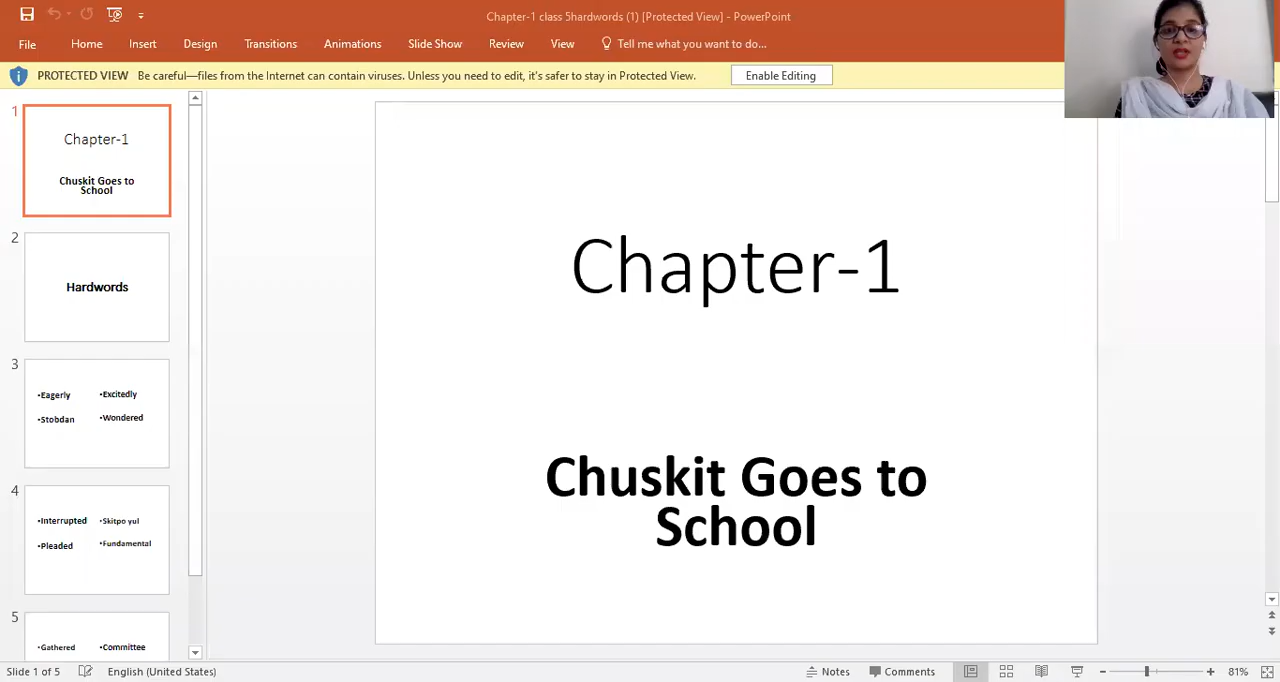 Chapter-1 class 5hardwords (1) [Protected View] - PowerPoint
File Home Insert Design Transitions Animations Slide Show Review View Tell me what you want to do...
PROTECTED VIEW Be careful—files from the Internet can contain viruses. Unless you need to edit, it's safer to stay in Protected View. Enable Editing
1
Chapter-1
Chuskit Goes to
School
2
Hardwords
3
•Eagerly •Excitedly
•Stobdan •Wondered
4
•Interrupted •Skitpo yul
•Pleaded •Fundamental
5
•Gathered •Committee
Chapter-1
Chuskit Goes to
School
Slide 1 of 5 English (United States) Notes Comments 81%